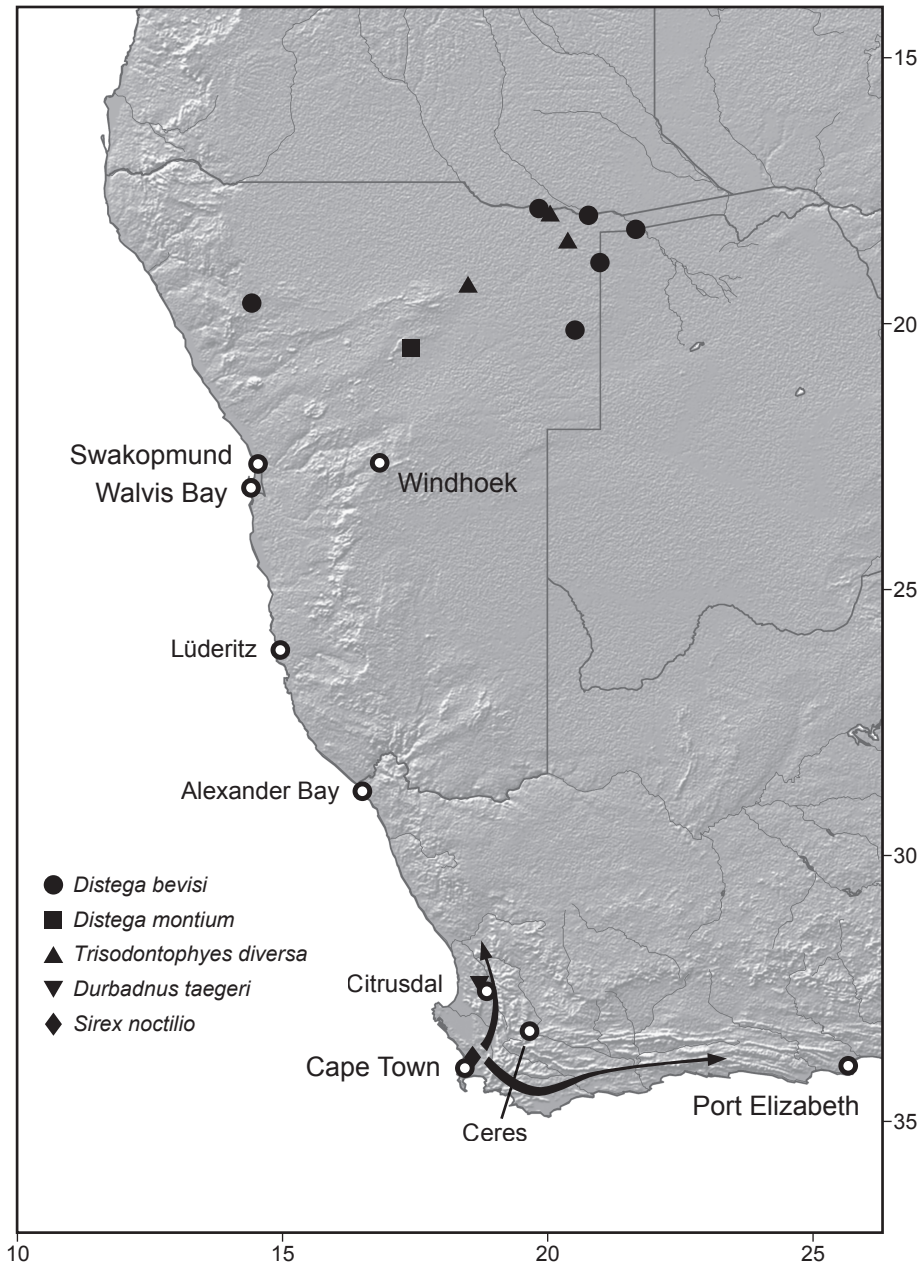 15
20
Swakopmund
Walvis Bay
Windhoek
25
Lüderitz
Alexander Bay
30
Distega bevisi
Distega montium
Trisodontophyes diversa
Durbadnus taegeri
Sirex noctilio
Citrusdal
Cape Town
Port Elizabeth
Ceres
35
10 15 20 25